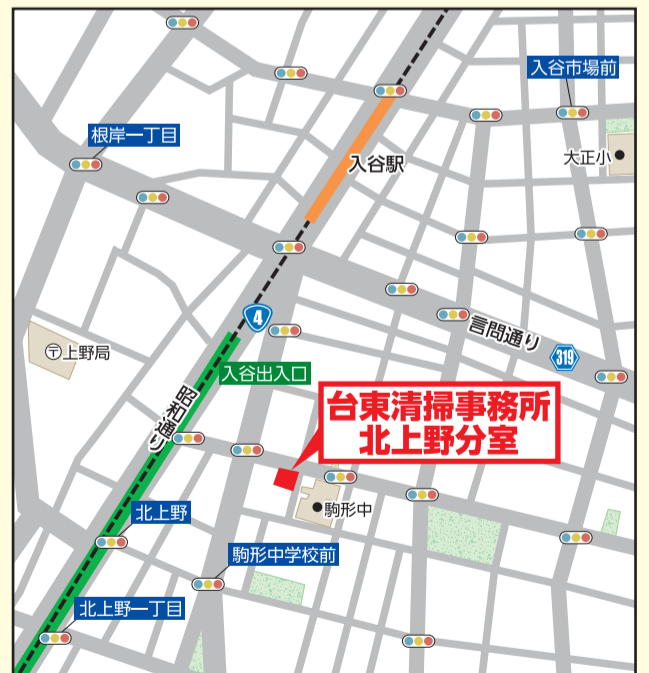 入谷市場前
根岸一丁目
大正小
入谷駅
4
言問通り
319
〒上野局
入谷出入口
昭和通り
台東清掃事務所
北上野分室
駒形中
北上野
駒形中学校前
北上野一丁目